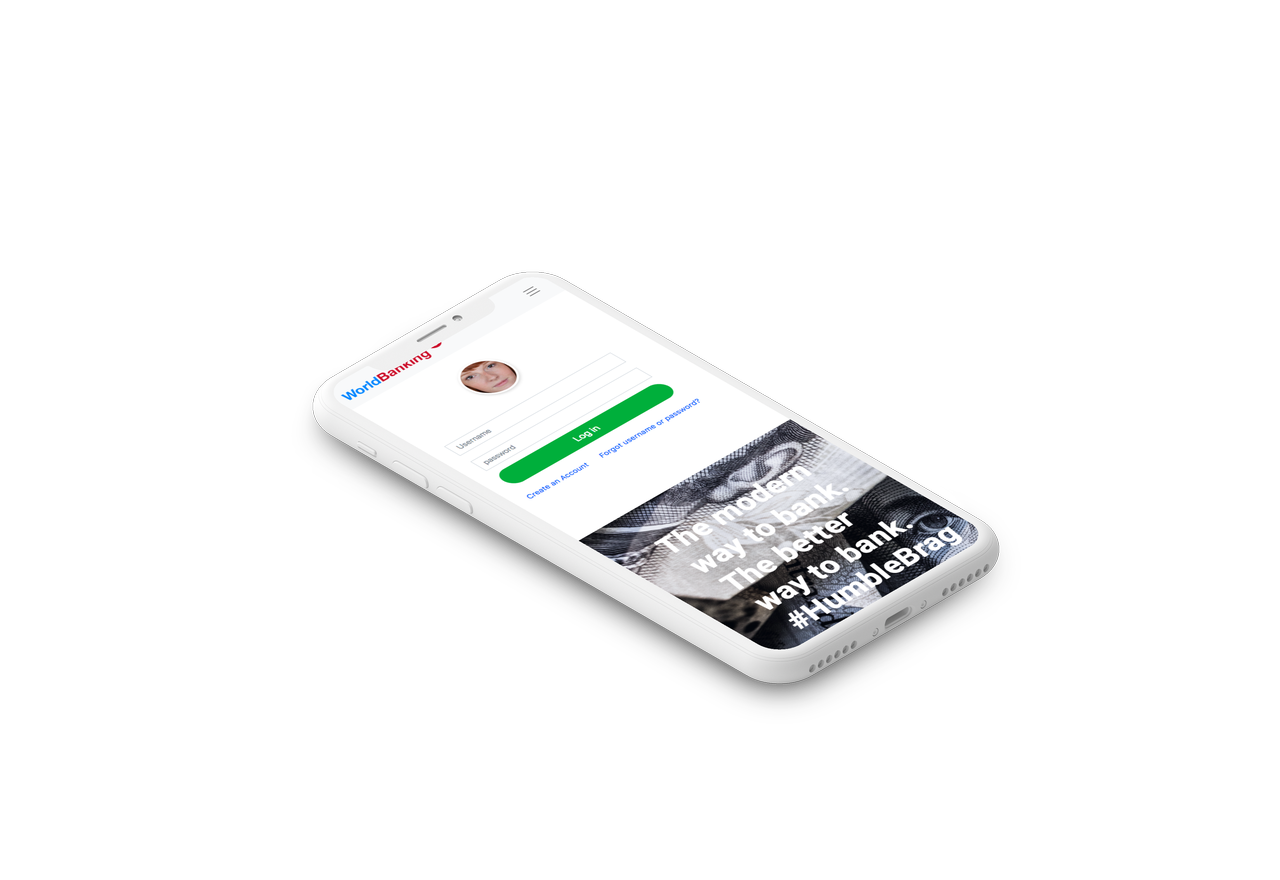 WorldBanking
Username
password
Log in
Create an Account
Forgot username or password?
The modern
way to bank.
The better
way to bank.
#HumbleBrag